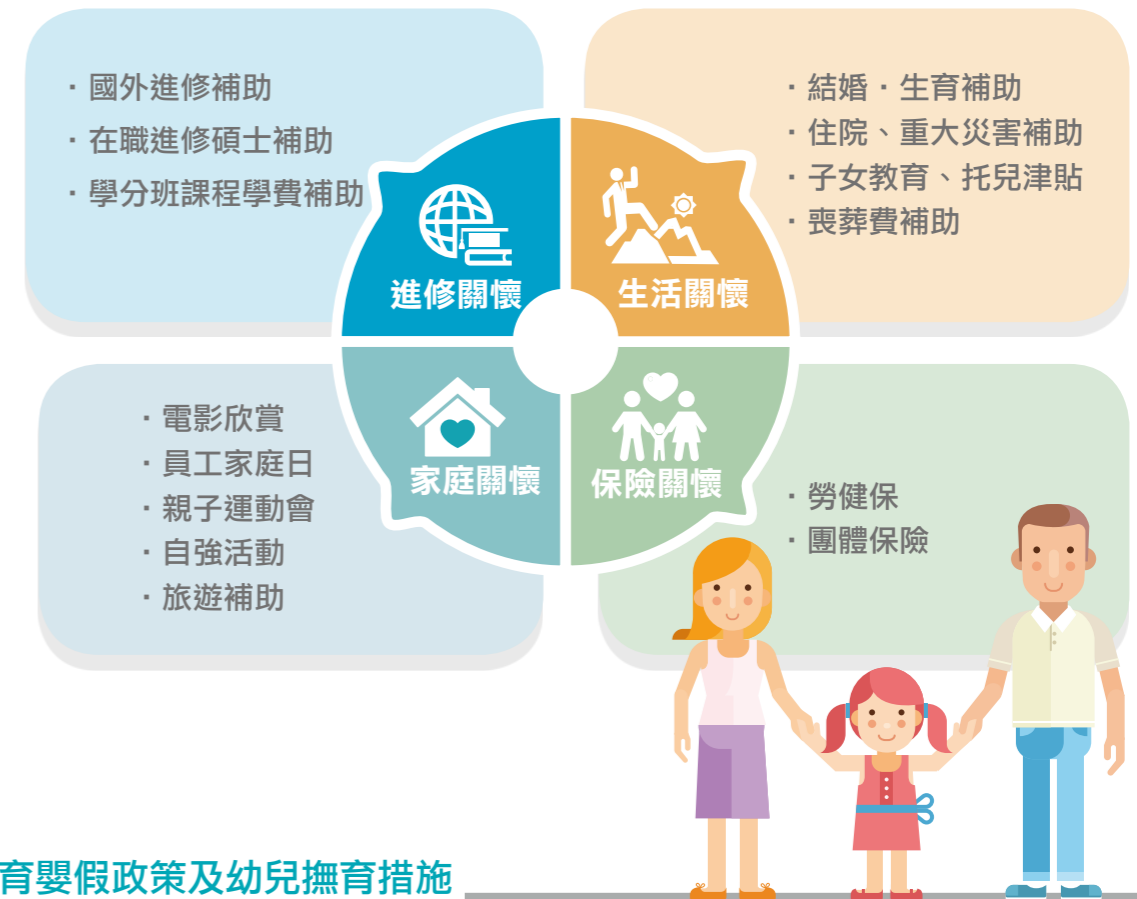 ・國外進修補助
・在職進修碩士補助
・學分班課程學費補助
進修關懷
・結婚・生育補助
・住院、重大災害補助
・子女教育、托兒津貼
・喪葬費補助
生活關懷
・電影欣賞
・員工家庭日
・親子運動會
・自強活動
・旅遊補助
家庭關懷
保險關懷
・勞健保
・團體保險
育嬰假政策及幼兒撫育措施